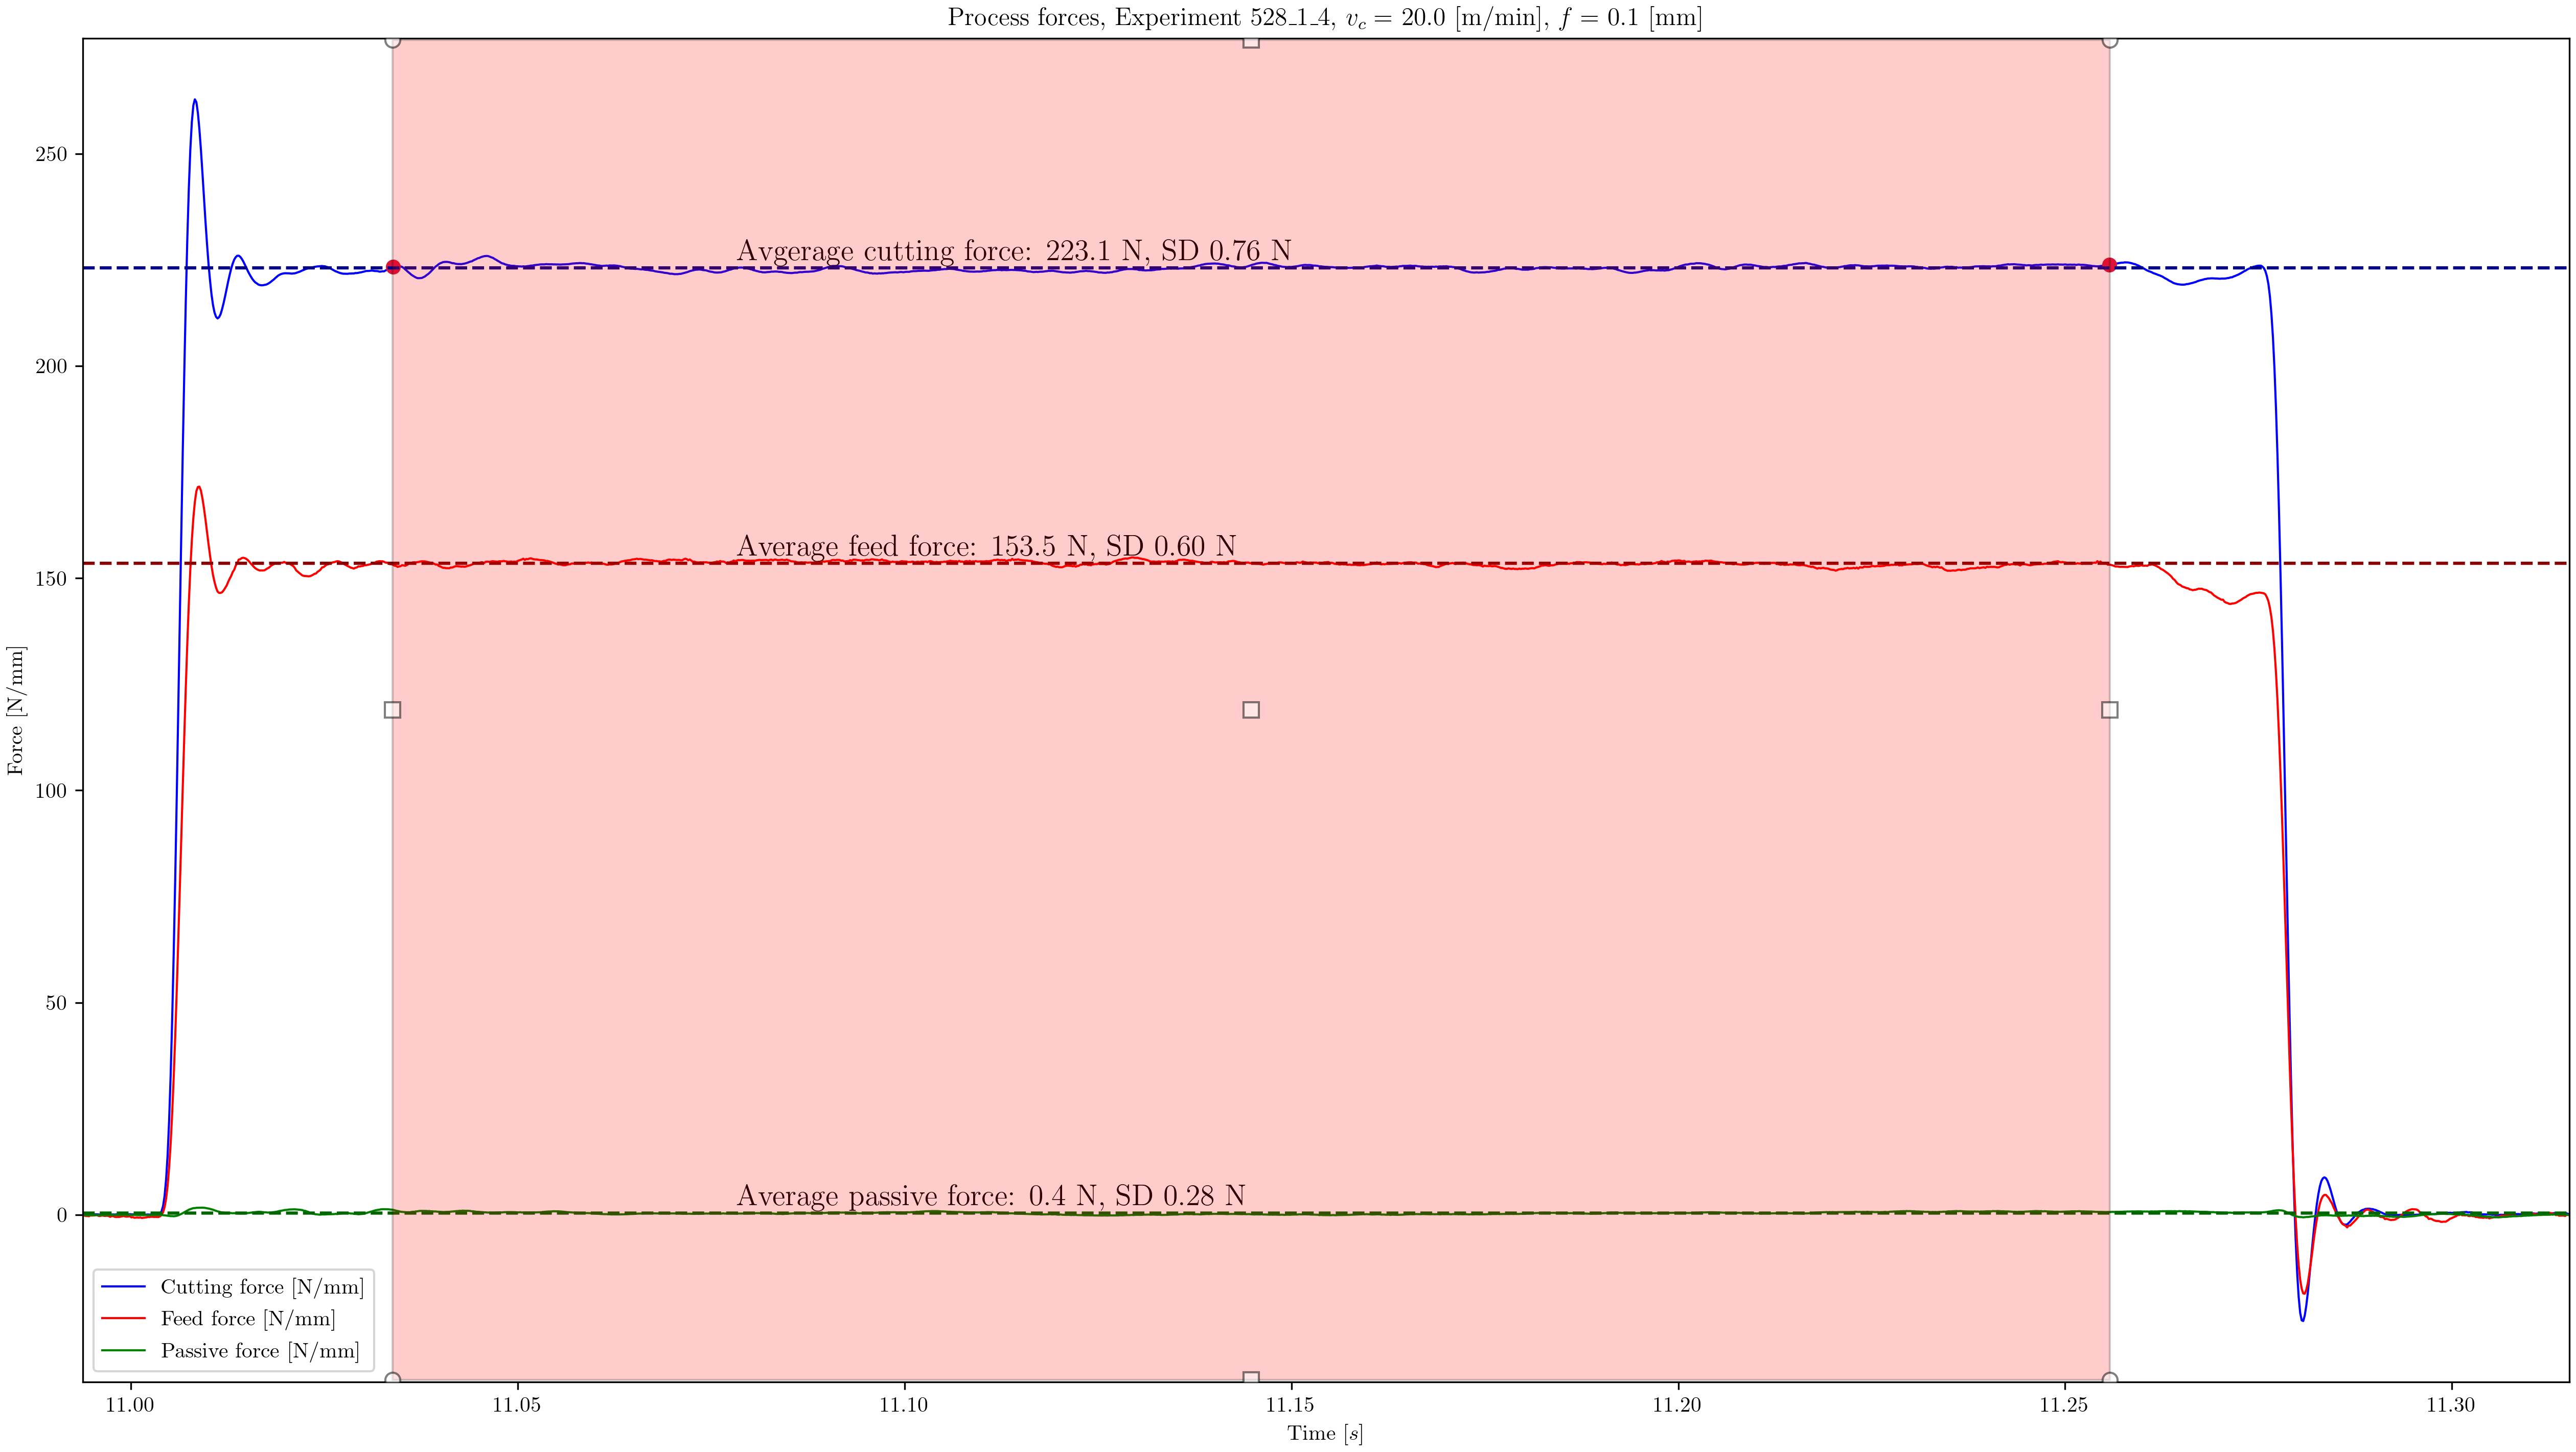 Process forces, Experiment 528_1_4, v_c = 20.0 [m/min], f = 0.1 [mm]
Force [N/mm]
250
200
150
100
50
0
Avgerage cutting force: 223.1 N, SD 0.76 N
Average feed force: 153.5 N, SD 0.60 N
Average passive force: 0.4 N, SD 0.28 N
Cutting force [N/mm]
Feed force [N/mm]
Passive force [N/mm]
11.00 11.05 11.10 11.15 11.20 11.25 11.30
Time [s]